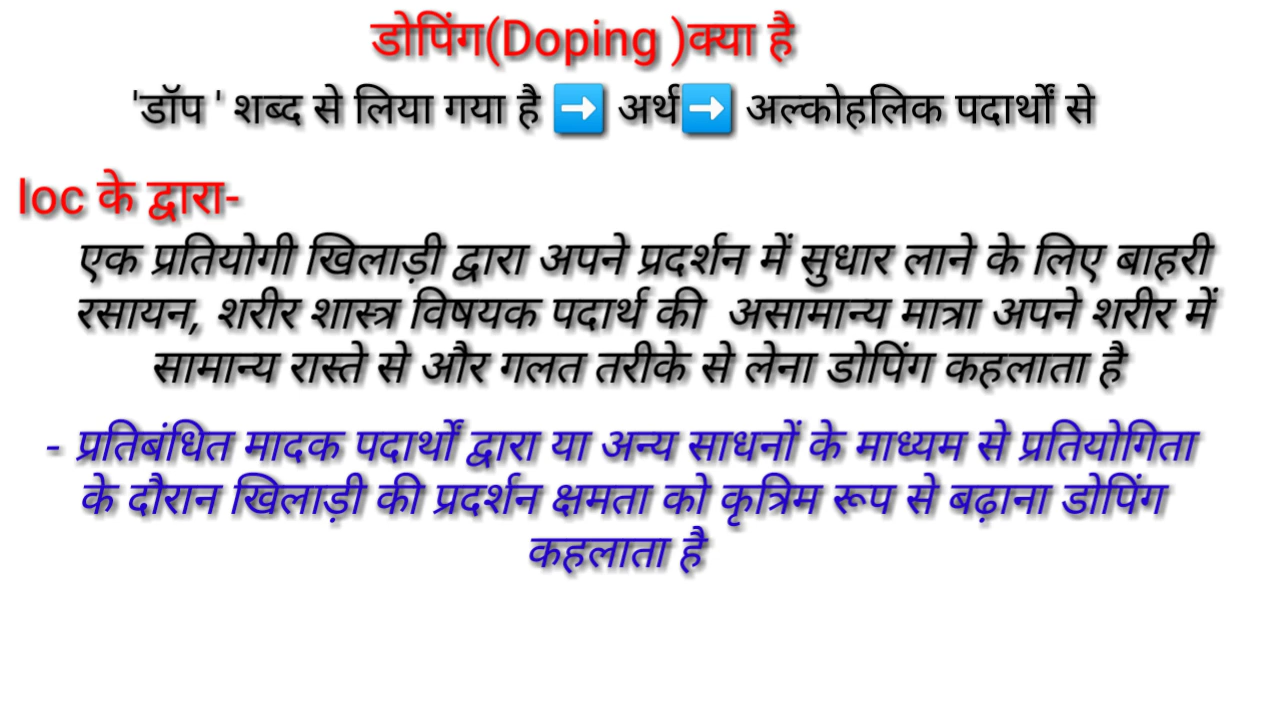 डोपिंग(Doping )क्या है
'डॉप ' शब्द से लिया गया है ➡ अर्थ➡ अल्कोहलिक पदार्थों से
Ioc के द्वारा-
एक प्रतियोगी खिलाड़ी द्वारा अपने प्रदर्शन में सुधार लाने के लिए बाहरी
रसायन, शरीर शास्त्र विषयक पदार्थ की असामान्य मात्रा अपने शरीर में
सामान्य रास्ते से और गलत तरीके से लेना डोपिंग कहलाता है
- प्रतिबंधित मादक पदार्थों द्वारा या अन्य साधनों के माध्यम से प्रतियोगिता
के दौरान खिलाड़ी की प्रदर्शन क्षमता को कृत्रिम रूप से बढ़ाना डोपिंग
कहलाता है